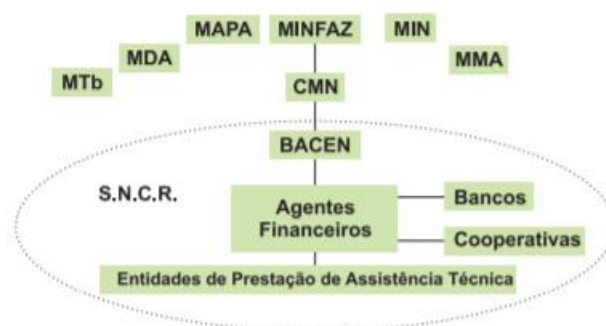 MAPA MINFAZ MIN
MDA MMA
MTb
CMN
BACEN
S.N.C.R.
Agentes
Financeiros
Bancos
Cooperativas
Entidades de Prestação de Assistência Técnica